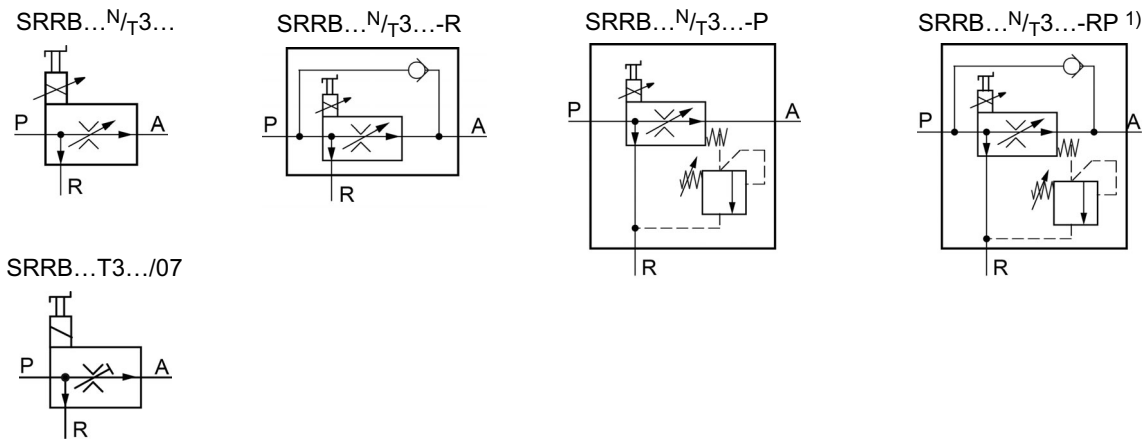 SRRB...N/T3...
SRRB...N/T3...-R
SRRB...N/T3...-P
SRRB...N/T3...-RP 1)
P
A
R
P
A
R
P
A
R
P
A
R
SRRB...T3.../07
P
A
R